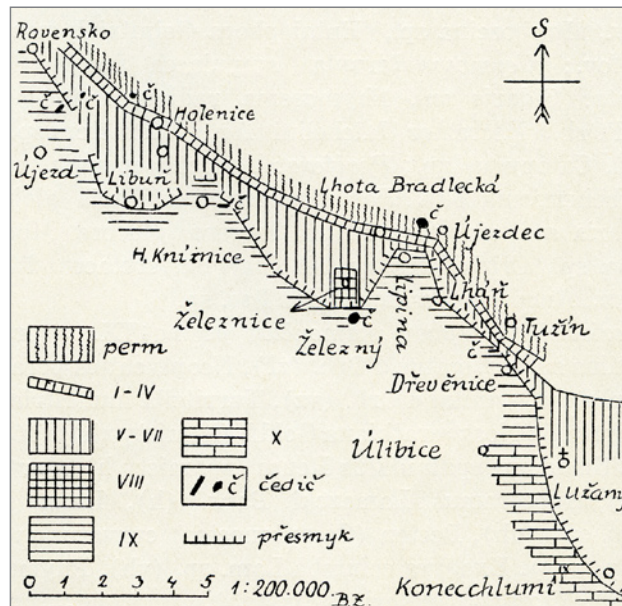 S
Rovensko
č
č
č
Holenice
Újezd
Libuň
č
Lhota Bradlecká
č
Újezdec
H. Knížnice
Lháň
Tužín
Železnice
Železný
č
Lipina
č
Dřevěnice
Úlibice
Lužany
Konecchlumí
IX
perm
I-IV
V-VII
VIII
IX
X
č čedič
přesmyk
0 1 2 3 4 5 1:200.000
B.Z.